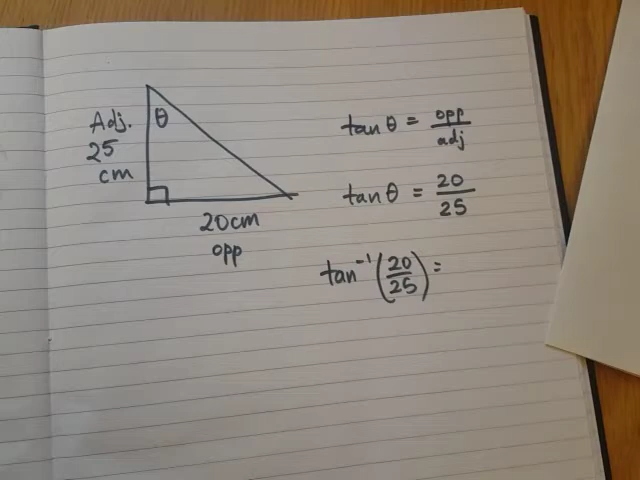 Adj.
25
cm
θ
20cm
opp
tan θ = opp/adj
tan θ = 20/25
tan⁻¹(20/25) =